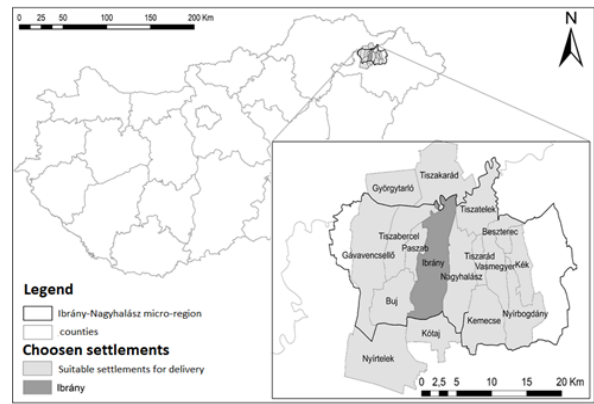 0 25 50 100 150 200 Km
N
Tiszakarád
Györgytarló
Tiszatelek
Beszterec
Tiszabercel
Gávavencsellő
Paszab
Ibrány
Tiszarád
Kék
Vasmegyer
Nagyhalász
Buj
Kemecse
Nyírbogdány
Kótaj
Nyírtelek
0 2,5 5 10 15 20 Km
Legend
Ibrány-Nagyhalász micro-region
counties
Choosen settlements
Suitable settlements for delivery
Ibrány